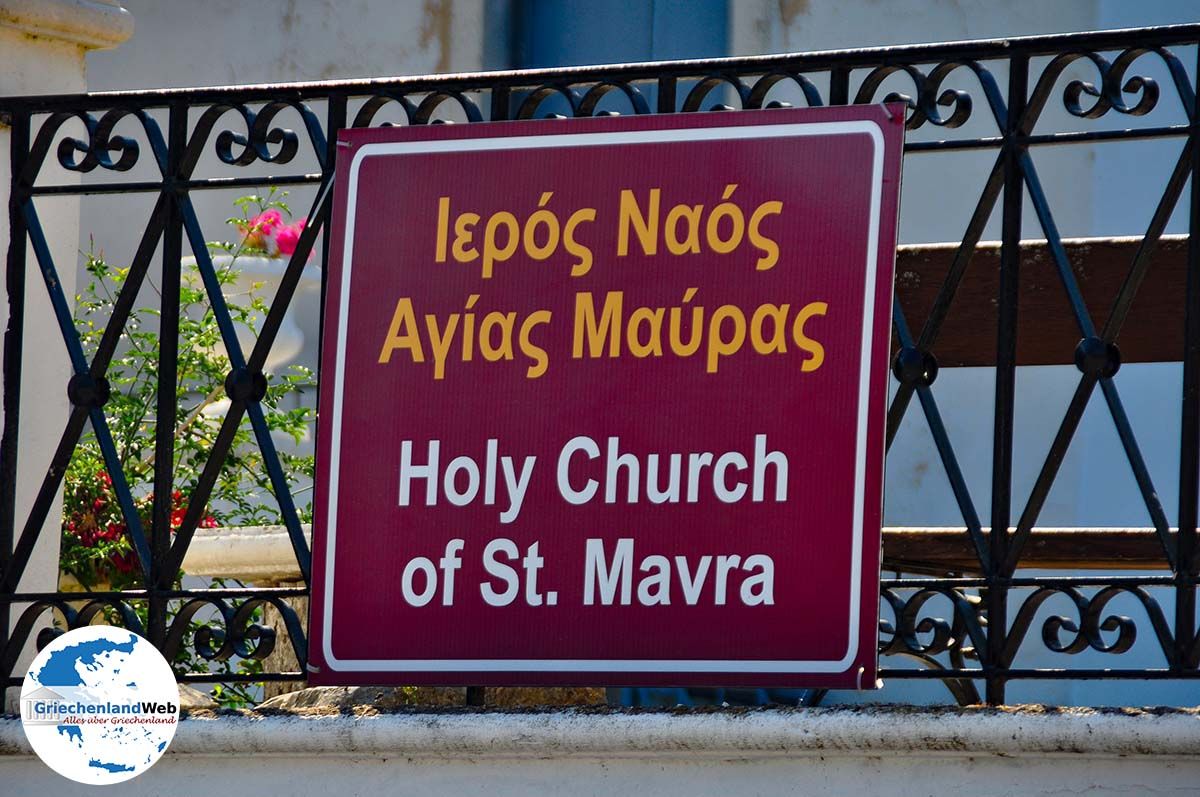 Ιερός Ναός
Αγίας Μαύρας
Holy Church
of St. Mavra
GriechenlandWeb
Alles über Griechenland